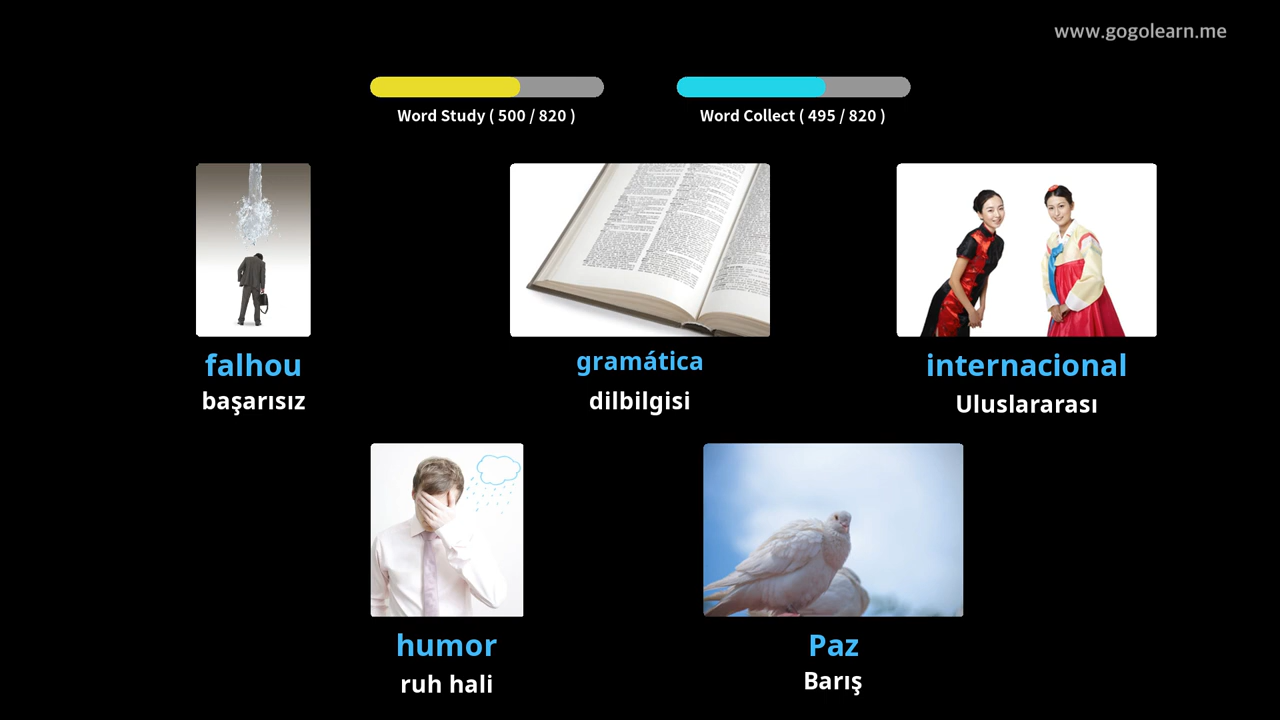 www.gogolearn.me
Word Study ( 500 / 820 )
Word Collect ( 495 / 820 )
falhou
başarısız
gramática
dilbilgisi
internacional
Uluslararası
humor
ruh hali
Paz
Barış